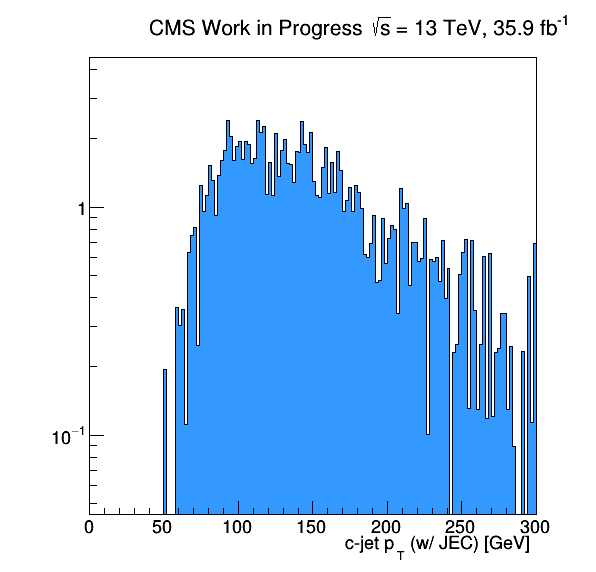 CMS Work in Progress √s = 13 TeV, 35.9 fb⁻¹
1
10⁻¹
0 50 100 150 200 250 300
c-jet p_T (w/ JEC) [GeV]